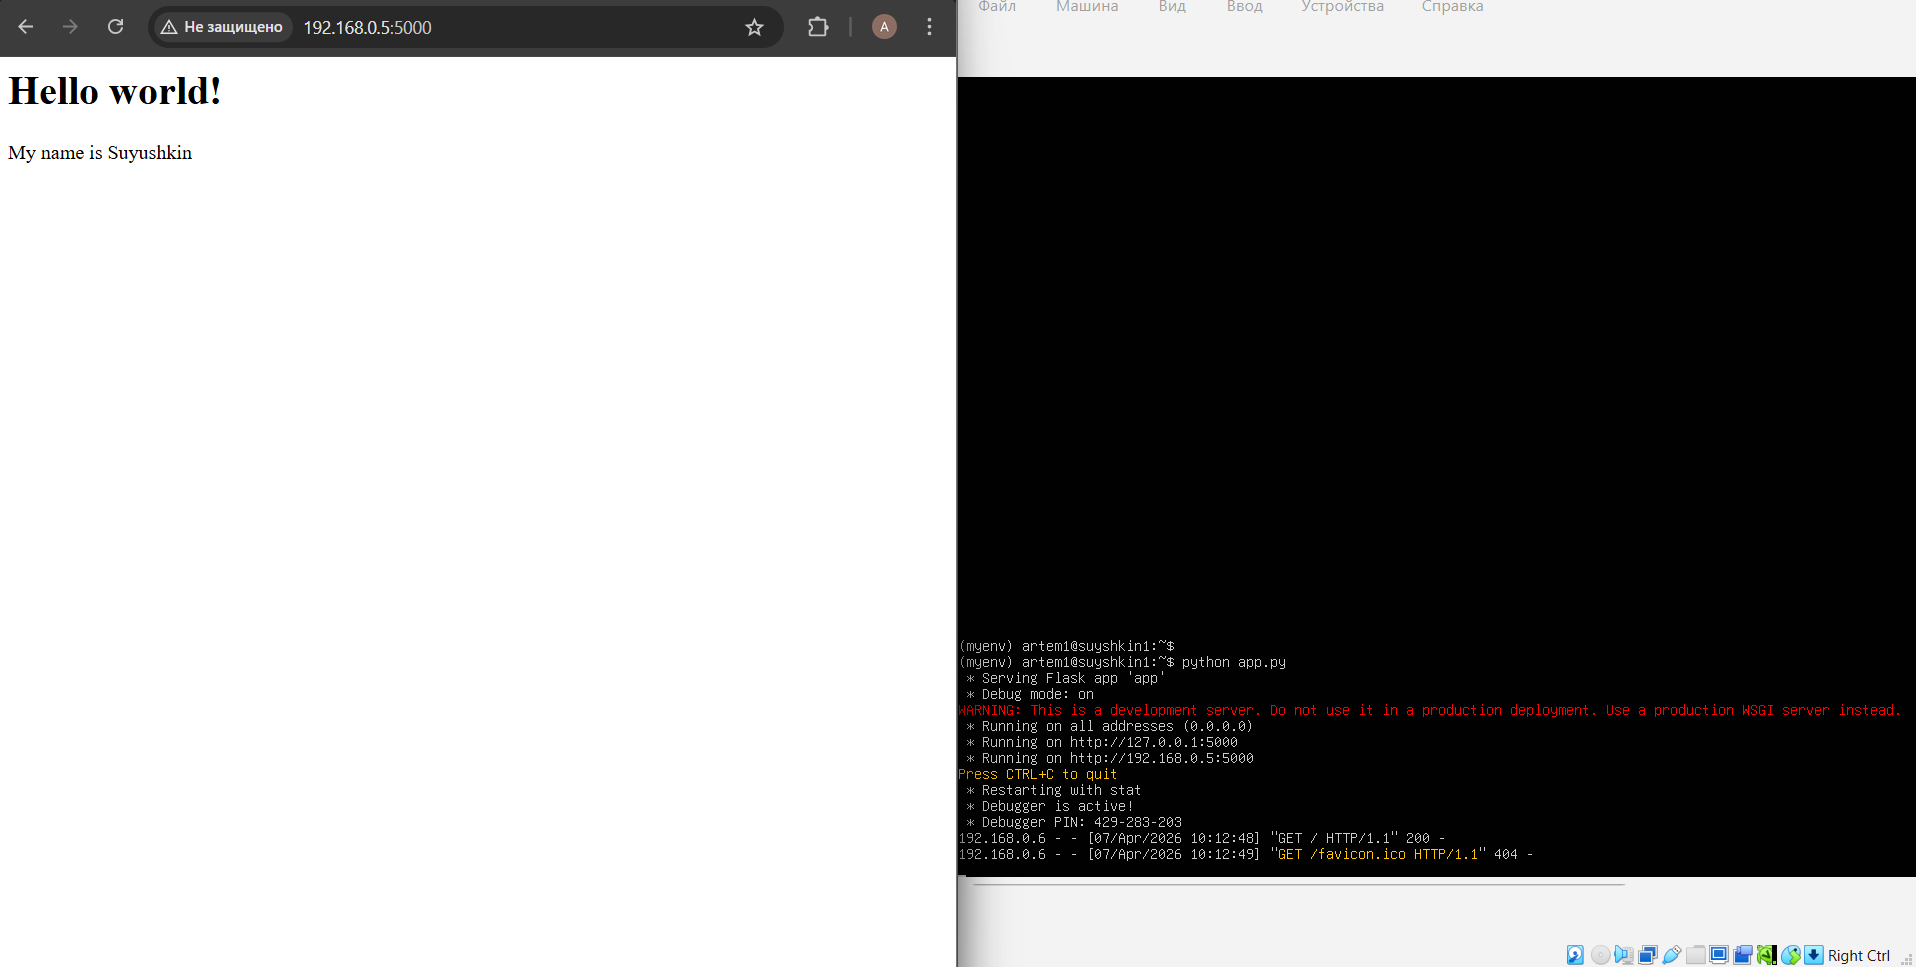 Не защищено
192.168.0.5:5000
A
Hello world!
My name is Suyushkin
Файл Машина Вид Ввод Устройства Справка
(myenv) artem1@suyshkin1:~$
(myenv) artem1@suyshkin1:~$ python app.py
* Serving Flask app 'app'
* Debug mode: on
WARNING: This is a development server. Do not use it in a production deployment. Use a production WSGI server instead.
* Running on all addresses (0.0.0.0)
* Running on http://127.0.0.1:5000
* Running on http://192.168.0.5:5000
Press CTRL+C to quit
* Restarting with stat
* Debugger is active!
* Debugger PIN: 429-283-203
192.168.0.6 - - [07/Apr/2026 10:12:48] "GET / HTTP/1.1" 200 -
192.168.0.6 - - [07/Apr/2026 10:12:49] "GET /favicon.ico HTTP/1.1" 404 -
Right Ctrl